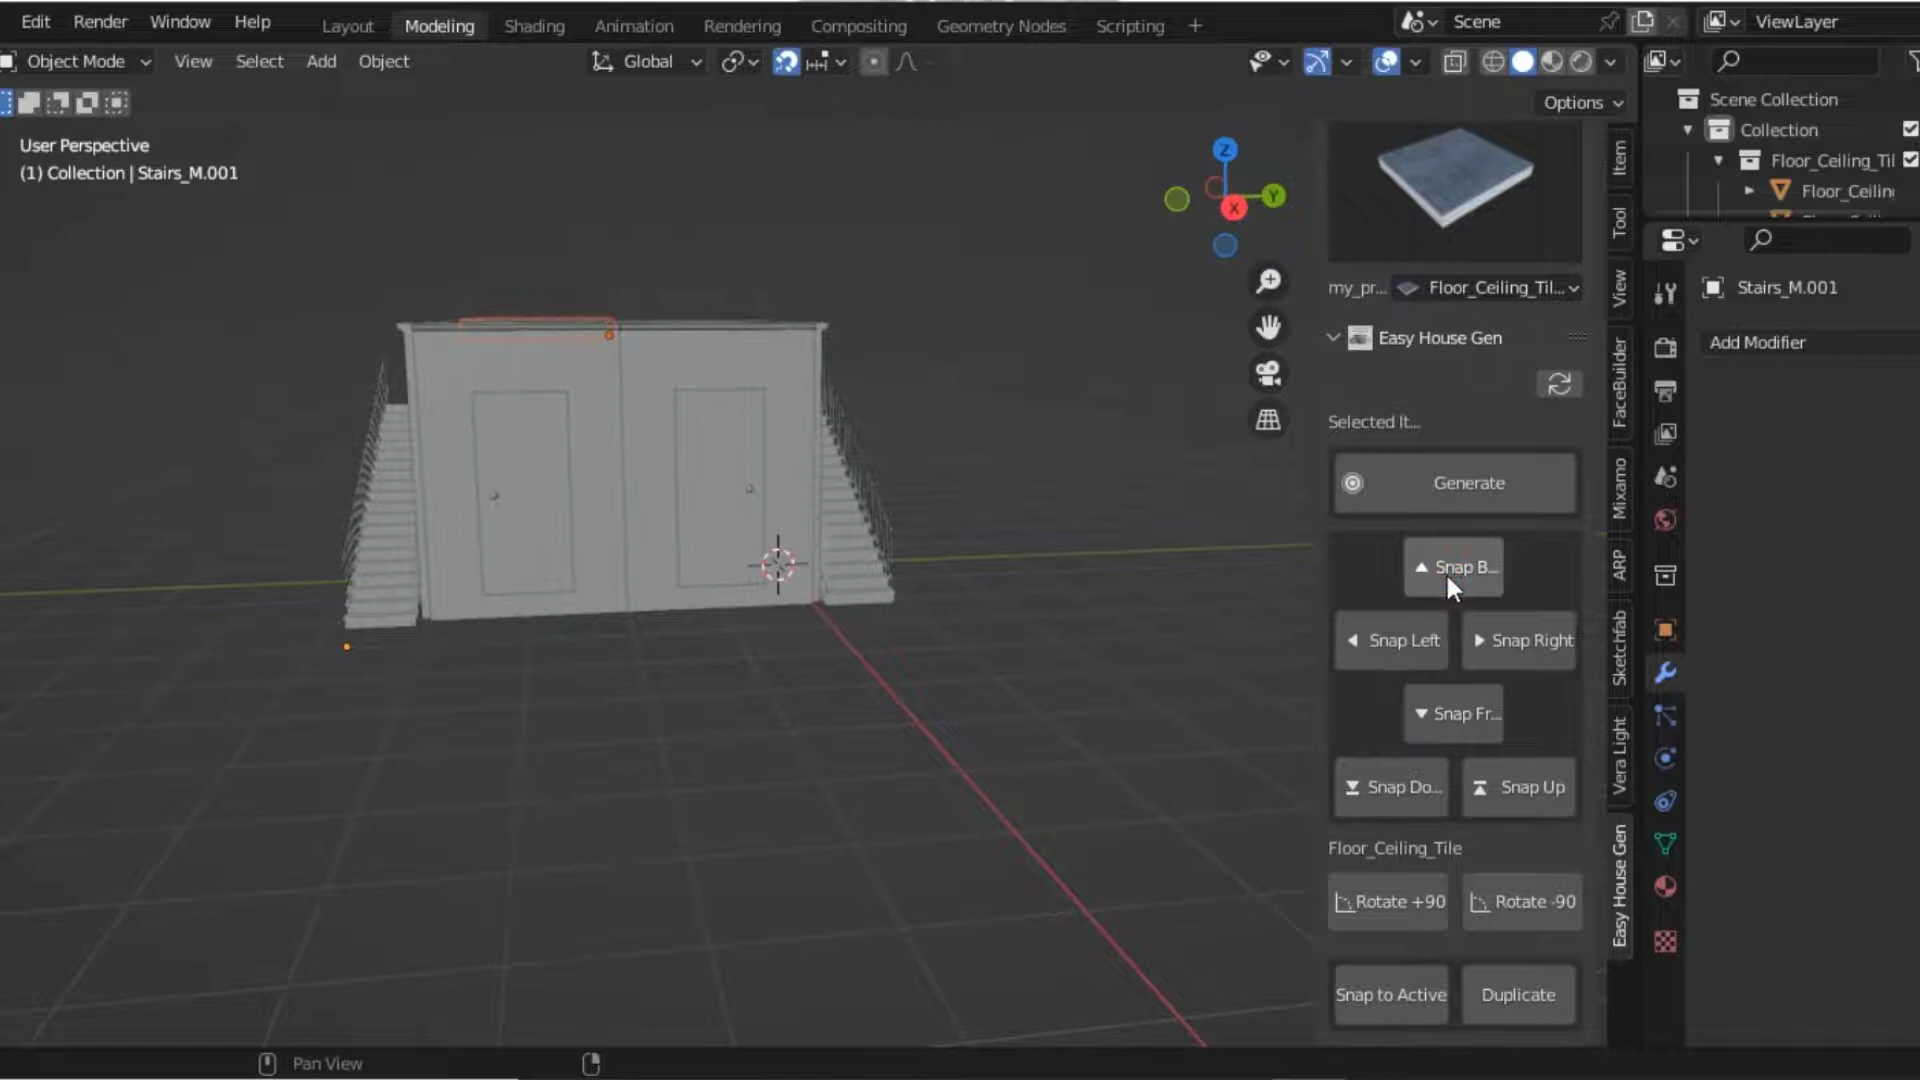 Edit Render Window Help Layout Modeling Shading Animation Rendering Compositing Geometry Nodes Scripting + Scene ViewLayer
Object Mode View Select Add Object Global
Options
User Perspective
(1) Collection | Stairs_M.001
Z
Y
X
Scene Collection
Collection
Floor_Ceiling_Til
Floor_Ceilin
my_pr... Floor_Ceiling_Til...
Easy House Gen
Selected It...
Generate
Snap B...
Snap Left Snap Right
Snap Fr...
Snap Do... Snap Up
Floor_Ceiling_Tile
Rotate +90 Rotate -90
Snap to Active Duplicate
Item
Tool
View
FaceBuilder
Mixamo
ARP
Sketchfab
Vera Light
Easy House Gen
Stairs_M.001
Add Modifier
Pan View